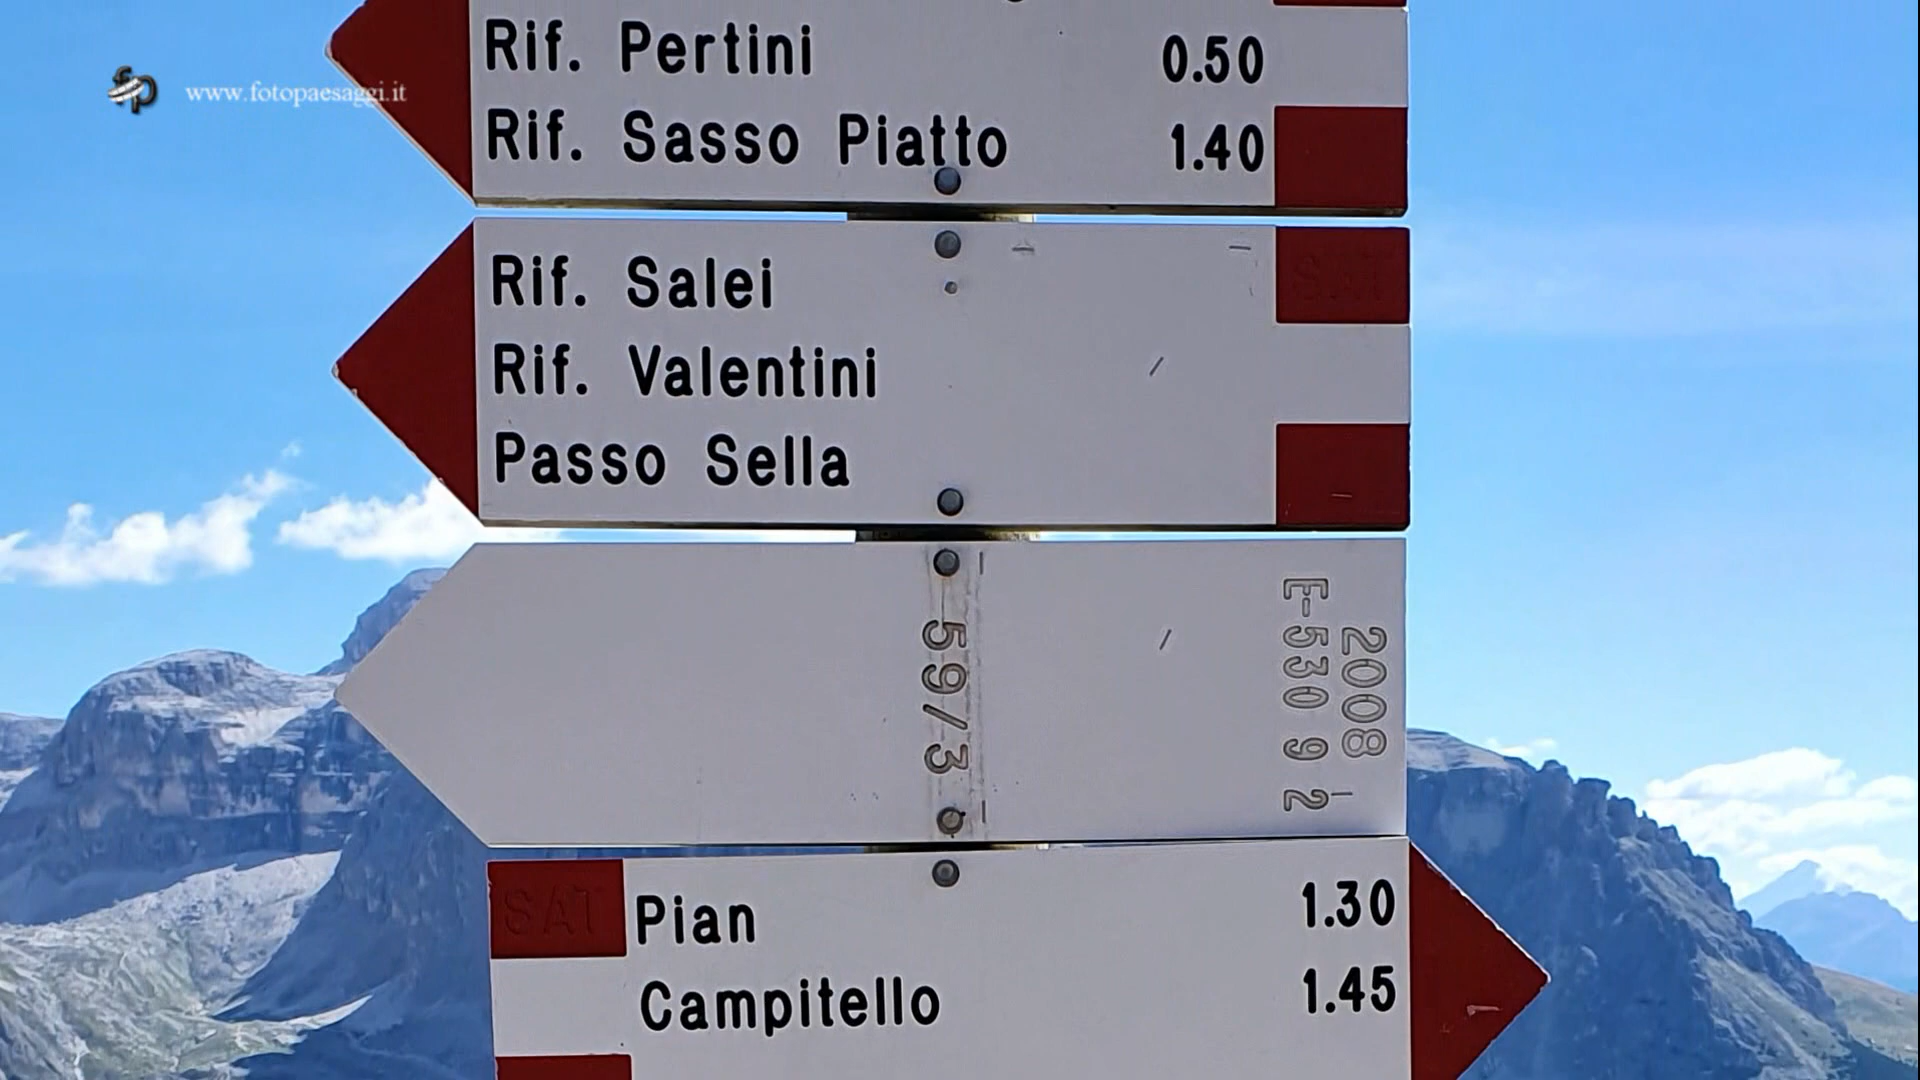 www.fotopaesaggi.it
Rif. Pertini 0.50
Rif. Sasso Piatto 1.40
SAT
Rif. Salei
Rif. Valentini
Passo Sella
59/3
2008
E-530 9 2
SAT
Pian 1.30
Campitello 1.45